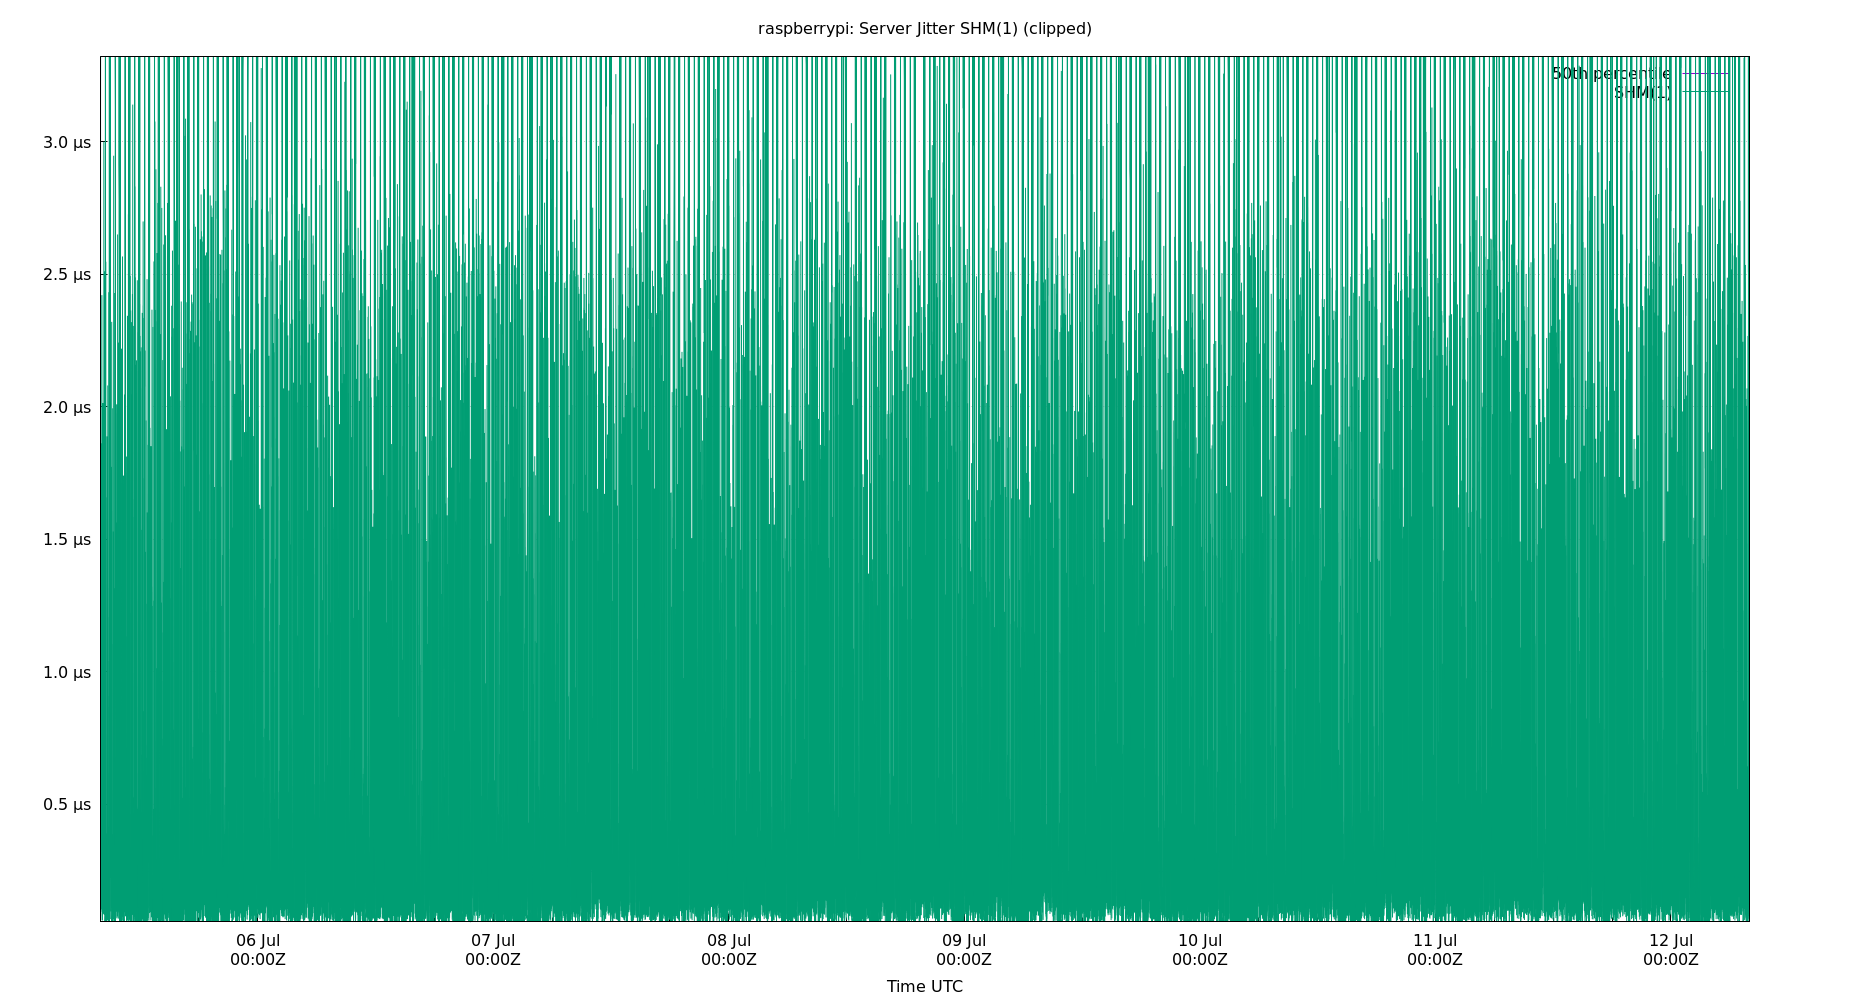 raspberrypi: Server Jitter SHM(1) (clipped)
50th percentile
SHM(1)
3.0 µs
2.5 µs
2.0 µs
1.5 µs
1.0 µs
0.5 µs
06 Jul 07 Jul 08 Jul 09 Jul 10 Jul 11 Jul 12 Jul
00:00Z 00:00Z 00:00Z 00:00Z 00:00Z 00:00Z 00:00Z
Time UTC